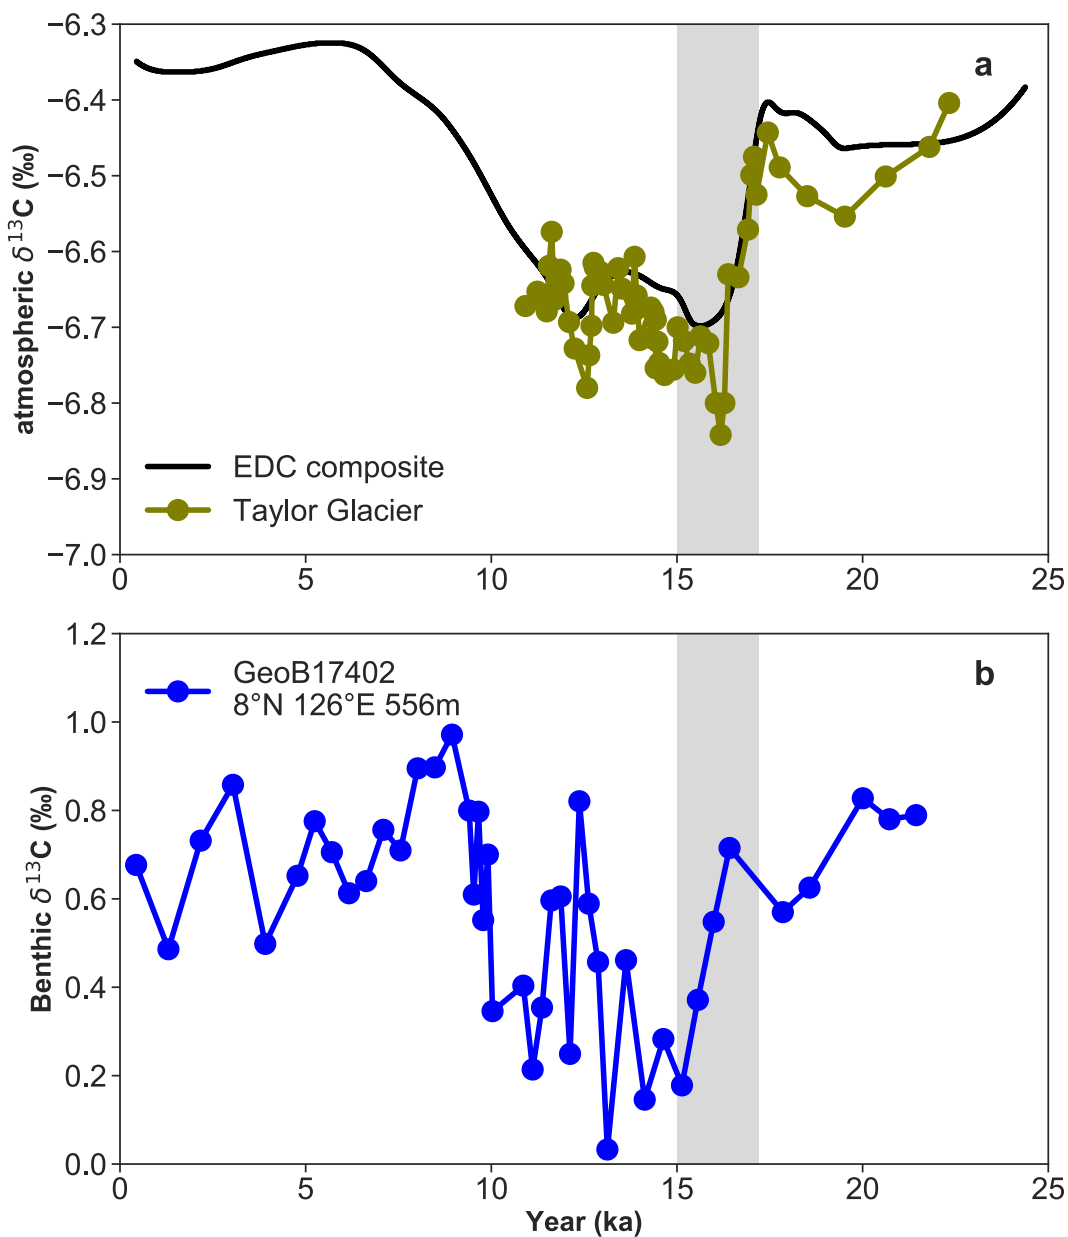 −6.3
−6.4
−6.5
−6.6
−6.7
−6.8
−6.9
−7.0
atmospheric δ¹³C (‰)
a
EDC composite
Taylor Glacier
0 5 10 15 20 25
1.2
1.0
0.8
0.6
0.4
0.2
0.0
Benthic δ¹³C (‰)
GeoB17402
8°N 126°E 556m
b
0 5 10 15 20 25
Year (ka)